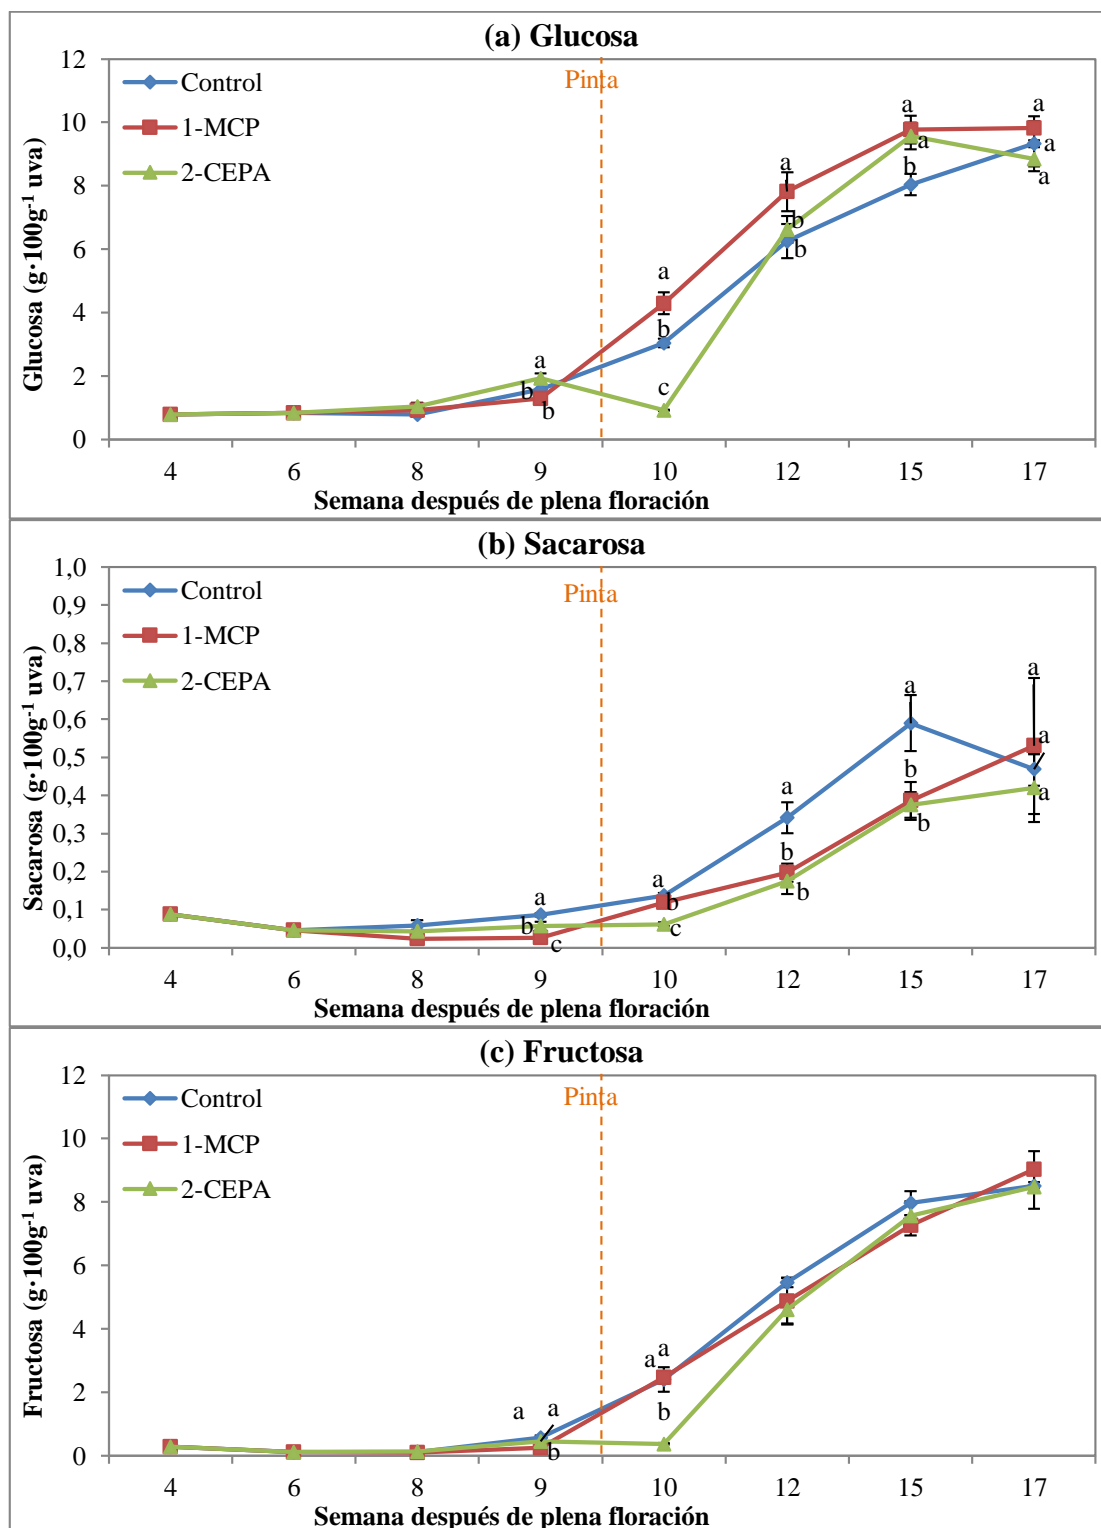 (a) Glucosa
12
10
8
6
4
2
0
Glucosa (g·100g⁻¹ uva)
Control
1-MCP
2-CEPA
Pinta
a
b
b
a
b
c
a
b
b
a
a
b
a
a
a
4 6 8 9 10 12 15 17
Semana después de plena floración
(b) Sacarosa
1,0
0,9
0,8
0,7
0,6
0,5
0,4
0,3
0,2
0,1
0,0
Sacarosa (g·100g⁻¹ uva)
Control
1-MCP
2-CEPA
Pinta
a
b
c
a
b
c
a
b
b
a
b
b
a
a
a
4 6 8 9 10 12 15 17
Semana después de plena floración
(c) Fructosa
12
10
8
6
4
2
0
Fructosa (g·100g⁻¹ uva)
Control
1-MCP
2-CEPA
Pinta
a
a
b
a
a
b
4 6 8 9 10 12 15 17
Semana después de plena floración